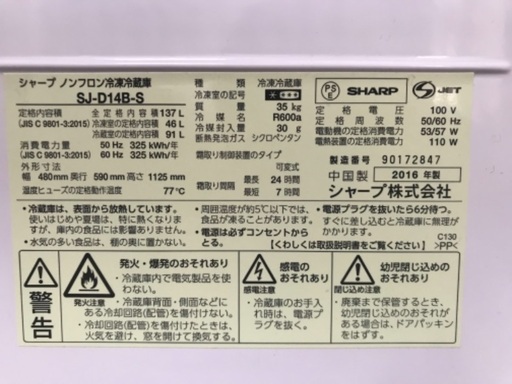 シャープ ノンフロン冷凍冷蔵庫
SJ-D14B-S
定格内容積 全定格内容積 137 L
(JIS C 9801-3:2015) 冷凍室の定格内容積 46 L
冷蔵室の定格内容積 91 L
消費電力量 50 Hz 325 kWh/年
(JIS C 9801-3:2015) 60 Hz 325 kWh/年
外形寸法
幅 480mm 奥行 590 mm 高さ 1125 mm
温度ヒューズの定格動作温度 77℃
種類 冷凍冷蔵庫
冷凍室の記号
質量 35 kg
冷媒 R600a
冷媒封入量 30 g
断熱発泡ガス シクロペンタン
霜取り制御装置のタイプ
可変式
霜取り間隔 最長 24 時間
最短 7 時間
PSE SHARP S JET
定格電圧 100 V
定格周波数 50/60 Hz
電動機の定格消費電力 53/57 W
電熱装置の定格消費電力 110 W
製造番号 90172847
中国製 2016 年製
シャープ株式会社
・冷蔵庫は、表面から放熱しています。
使いはじめや夏場は、特に熱くなりま
すが、庫内の食品には影響ありません。
・水気の多い食品は、棚の奥に置かない。
・周囲温度が約5℃以下では、
食品が凍ることがあります。
・電源は必ずコンセントから
とる。
・電源プラグを抜いたら6分待つ。
すぐに差し込むと冷蔵庫に無理が
かかります。
【くわしくは取扱説明書をご覧ください】
C130
>PP<
警告
発火・爆発のおそれあり
発火注意
・冷蔵庫内で電気製品を使
わない。
・冷蔵庫背面、側面などに
ある冷却回路(配管)を傷付けない。
・冷却回路(配管)を傷付けたときは、
火気を避け、窓を開けて換気する。
感電の
おそれあり
感電注意
・冷蔵庫のお手入
れ時は、電源プ
ラグを抜く。
幼児閉じ込めの
おそれあり
閉じ込め注意
・廃棄まで保管するとき、
幼児閉じ込めのおそれ
がある場合は、ドアパッキン
をはずす。